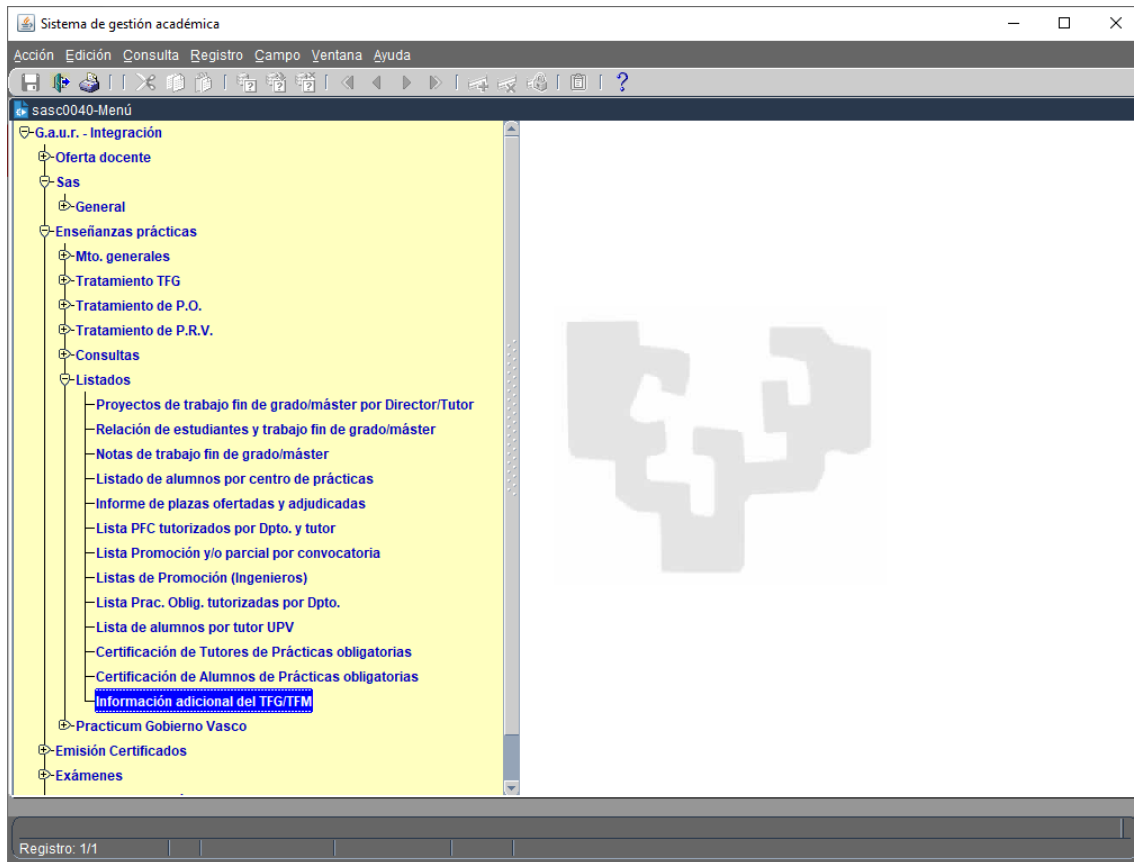 Sistema de gestión académica
Acción Edición Consulta Registro Campo Ventana Ayuda
sasc0040-Menú
G.a.u.r. - Integración
Oferta docente
Sas
General
Enseñanzas prácticas
Mto. generales
Tratamiento TFG
Tratamiento de P.O.
Tratamiento de P.R.V.
Consultas
Listados
Proyectos de trabajo fin de grado/máster por Director/Tutor
Relación de estudiantes y trabajo fin de grado/máster
Notas de trabajo fin de grado/máster
Listado de alumnos por centro de prácticas
Informe de plazas ofertadas y adjudicadas
Lista PFC tutorizados por Dpto. y tutor
Lista Promoción y/o parcial por convocatoria
Listas de Promoción (Ingenieros)
Lista Prac. Oblig. tutorizadas por Dpto.
Lista de alumnos por tutor UPV
Certificación de Tutores de Prácticas obligatorias
Certificación de Alumnos de Prácticas obligatorias
Información adicional del TFG/TFM
Practicum Gobierno Vasco
Emisión Certificados
Exámenes
Registro: 1/1